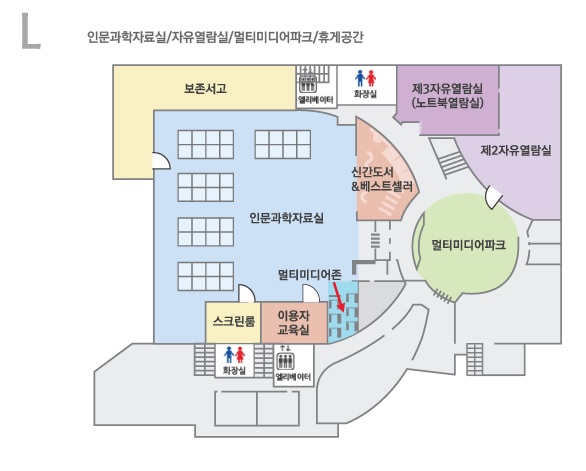 L
인문과학자료실/자유열람실/멀티미디어파크/휴게공간
보존서고
엘리베이터
화장실
제3자유열람실
(노트북열람실)
제2자유열람실
신간도서
&베스트셀러
인문과학자료실
멀티미디어파크
멀티미디어존
스크린룸
이용자
교육실
화장실
엘리베이터